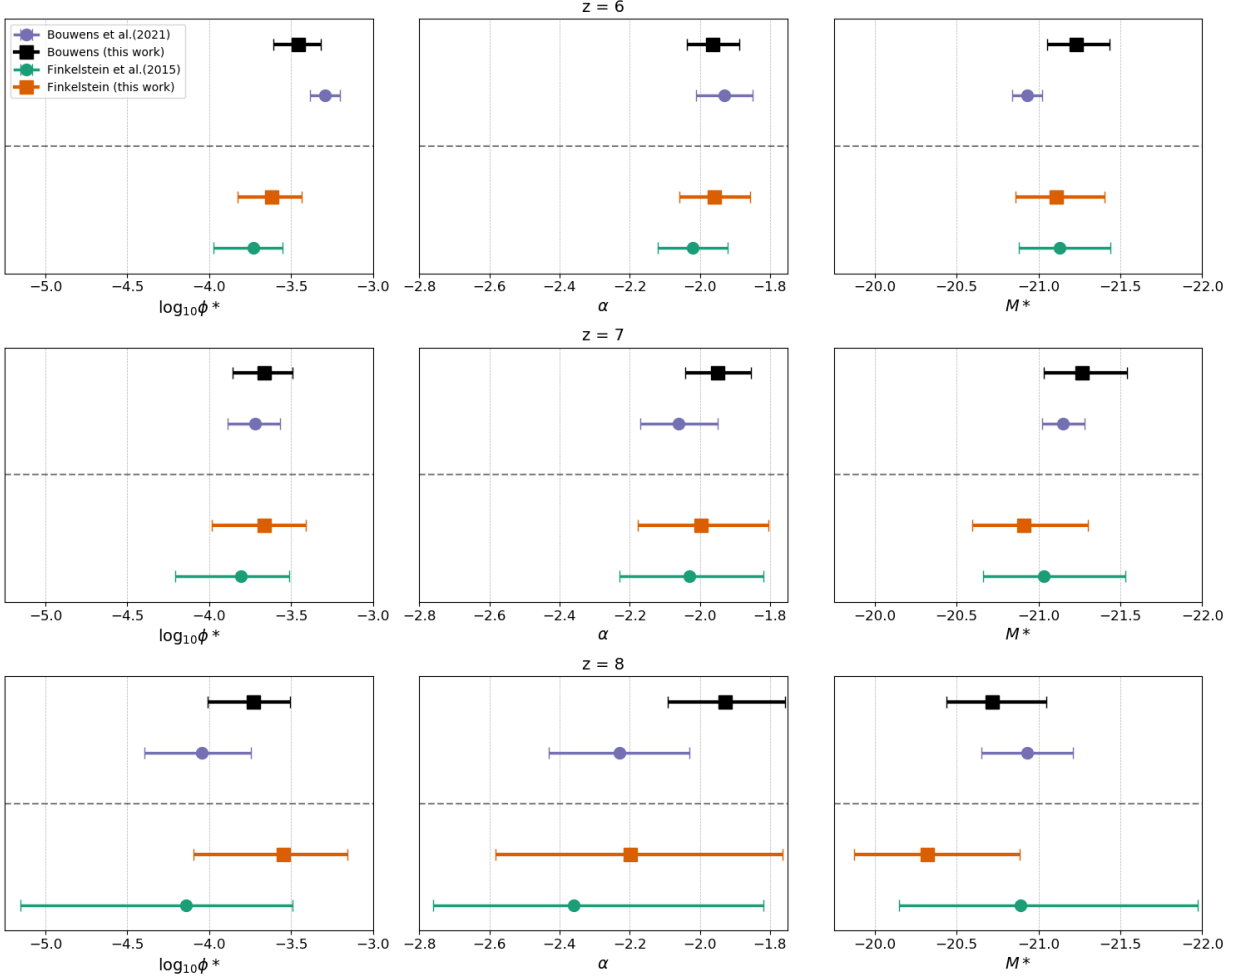 z = 6
Bouwens et al.(2021)
Bouwens (this work)
Finkelstein et al.(2015)
Finkelstein (this work)
−5.0 −4.5 −4.0 −3.5 −3.0
log₁₀ϕ *
−2.8 −2.6 −2.4 −2.2 −2.0 −1.8
α
−20.0 −20.5 −21.0 −21.5 −22.0
M *
z = 7
−5.0 −4.5 −4.0 −3.5 −3.0
log₁₀ϕ *
−2.8 −2.6 −2.4 −2.2 −2.0 −1.8
α
−20.0 −20.5 −21.0 −21.5 −22.0
M *
z = 8
−5.0 −4.5 −4.0 −3.5 −3.0
log₁₀ϕ *
−2.8 −2.6 −2.4 −2.2 −2.0 −1.8
α
−20.0 −20.5 −21.0 −21.5 −22.0
M *